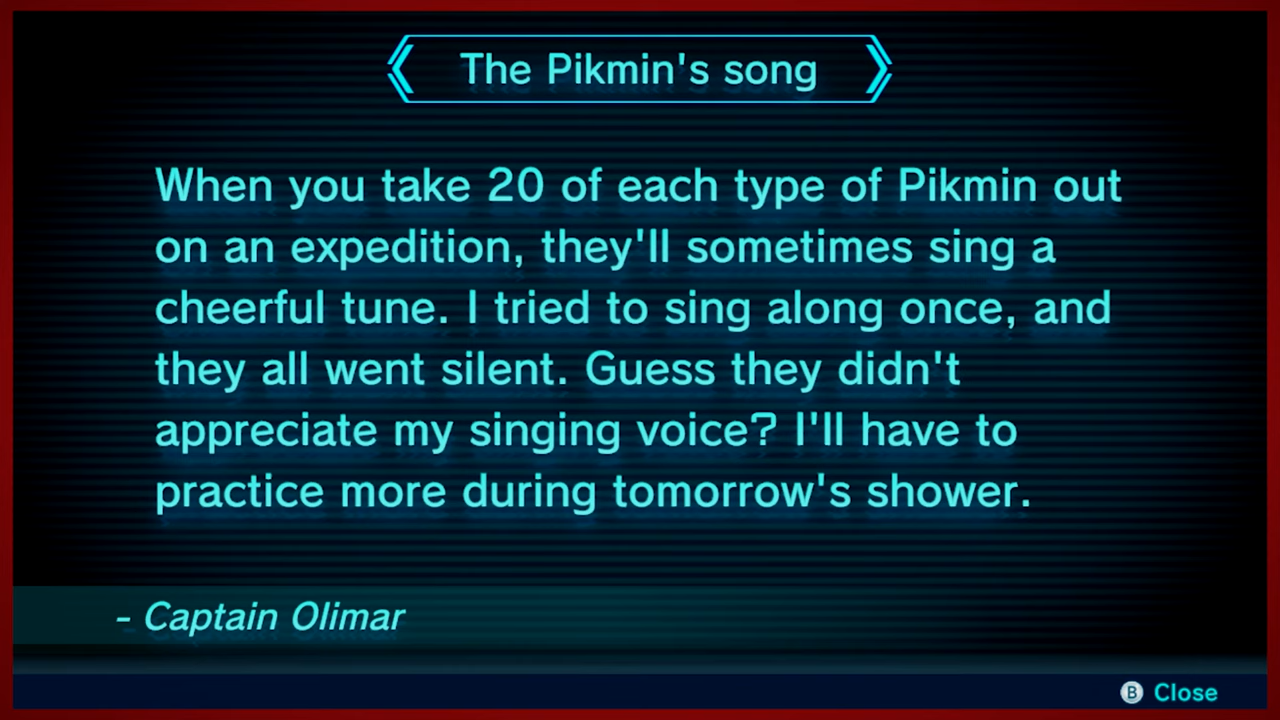 The Pikmin's song
When you take 20 of each type of Pikmin out
on an expedition, they'll sometimes sing a
cheerful tune. I tried to sing along once, and
they all went silent. Guess they didn't
appreciate my singing voice? I'll have to
practice more during tomorrow's shower.
– Captain Olimar
B Close